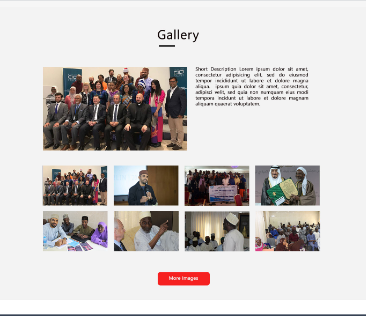 Gallery
Short Description Lorem ipsum dolor sit amet,
consectetur adipisicing elit, sed do eiusmod
tempor incididunt ut labore et dolore magna
aliqua. Ipsum quia dolor sit amet, consectetur,
adipisci velit, sed quia non numquam eius modi
tempora incidunt ut labore et dolore magnam
aliquam quaerat voluptatem.
More Images